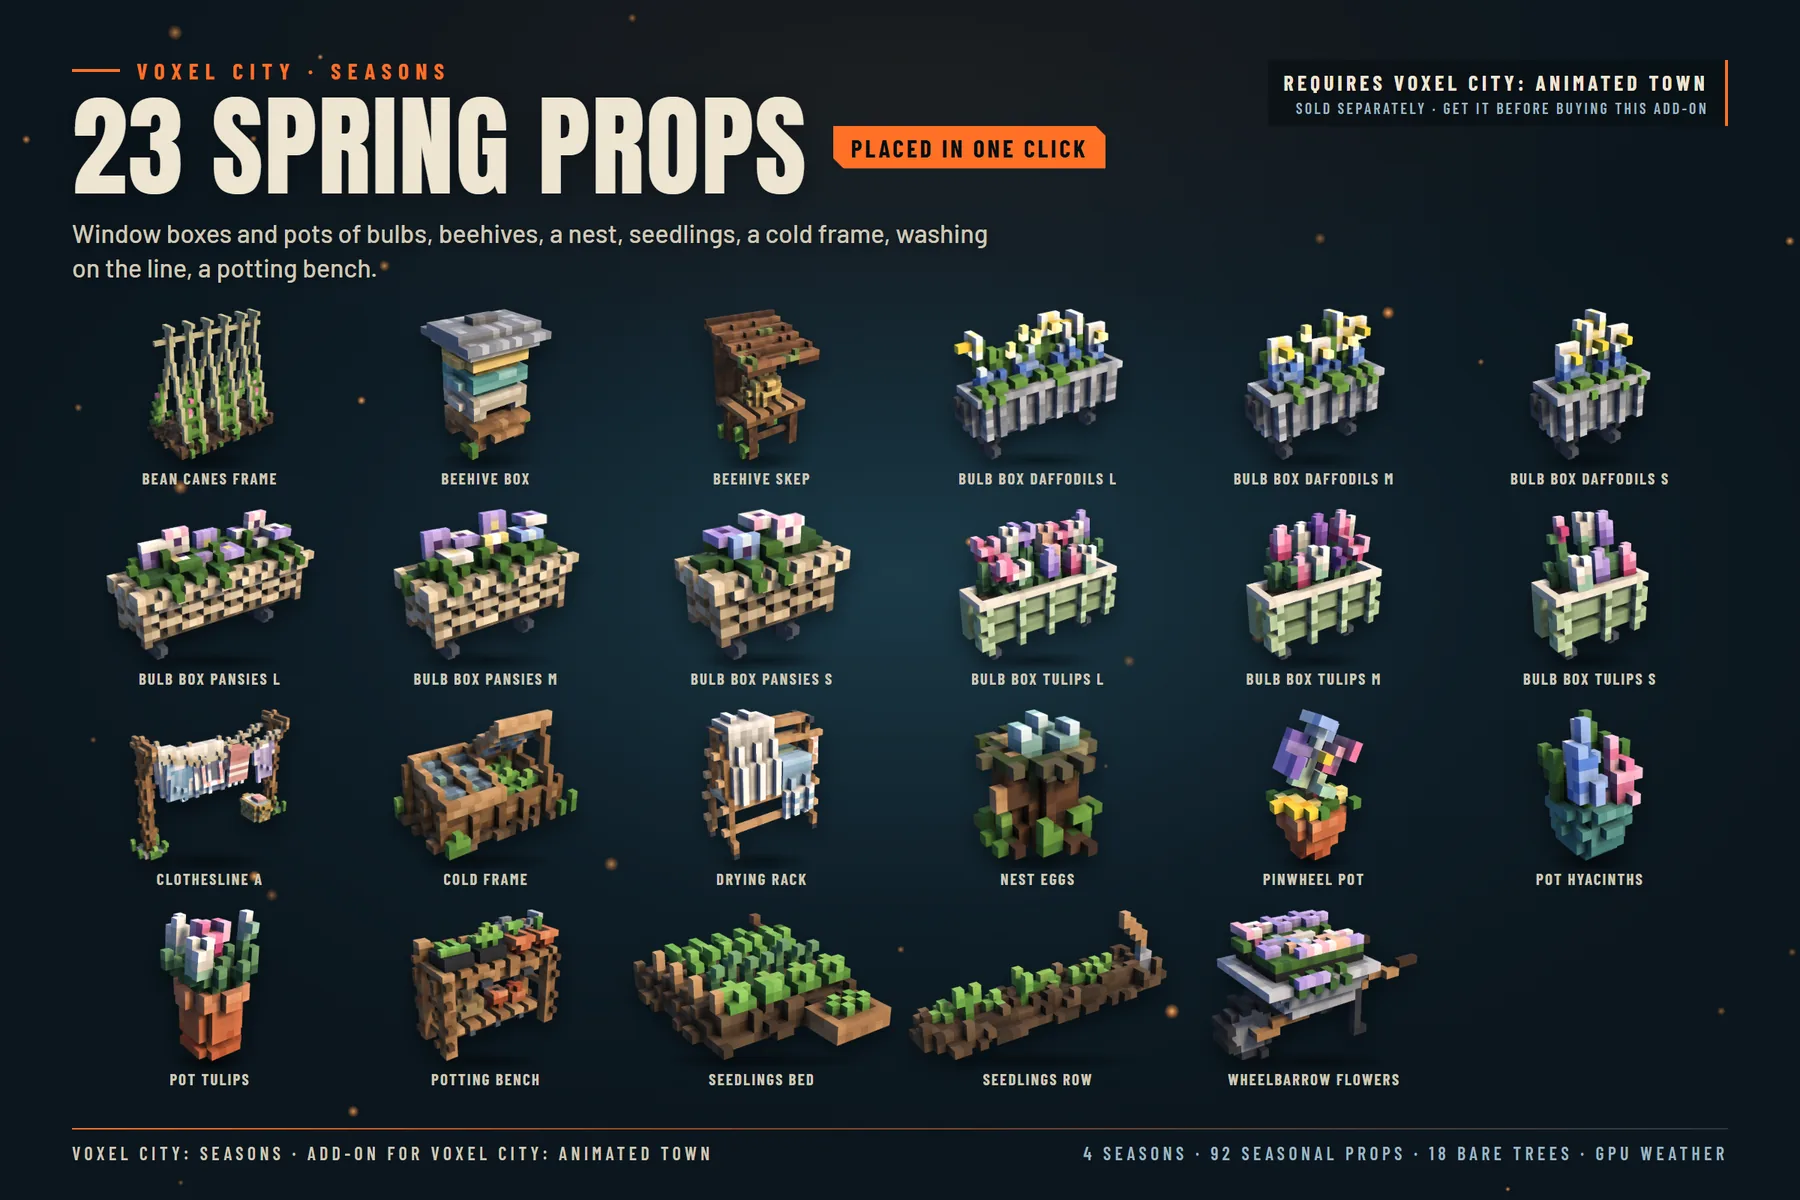 VOXEL CITY · SEASONS
23 SPRING PROPS
PLACED IN ONE CLICK
REQUIRES VOXEL CITY: ANIMATED TOWN
SOLD SEPARATELY · GET IT BEFORE BUYING THIS ADD-ON
Window boxes and pots of bulbs, beehives, a nest, seedlings, a cold frame, washing
on the line, a potting bench.
BEAN CANES FRAME
BEEHIVE BOX
BEEHIVE SKEP
BULB BOX DAFFODILS L
BULB BOX DAFFODILS M
BULB BOX DAFFODILS S
BULB BOX PANSIES L
BULB BOX PANSIES M
BULB BOX PANSIES S
BULB BOX TULIPS L
BULB BOX TULIPS M
BULB BOX TULIPS S
CLOTHESLINE A
COLD FRAME
DRYING RACK
NEST EGGS
PINWHEEL POT
POT HYACINTHS
POT TULIPS
POTTING BENCH
SEEDLINGS BED
SEEDLINGS ROW
WHEELBARROW FLOWERS
VOXEL CITY: SEASONS · ADD-ON FOR VOXEL CITY: ANIMATED TOWN
4 SEASONS · 92 SEASONAL PROPS · 18 BARE TREES · GPU WEATHER